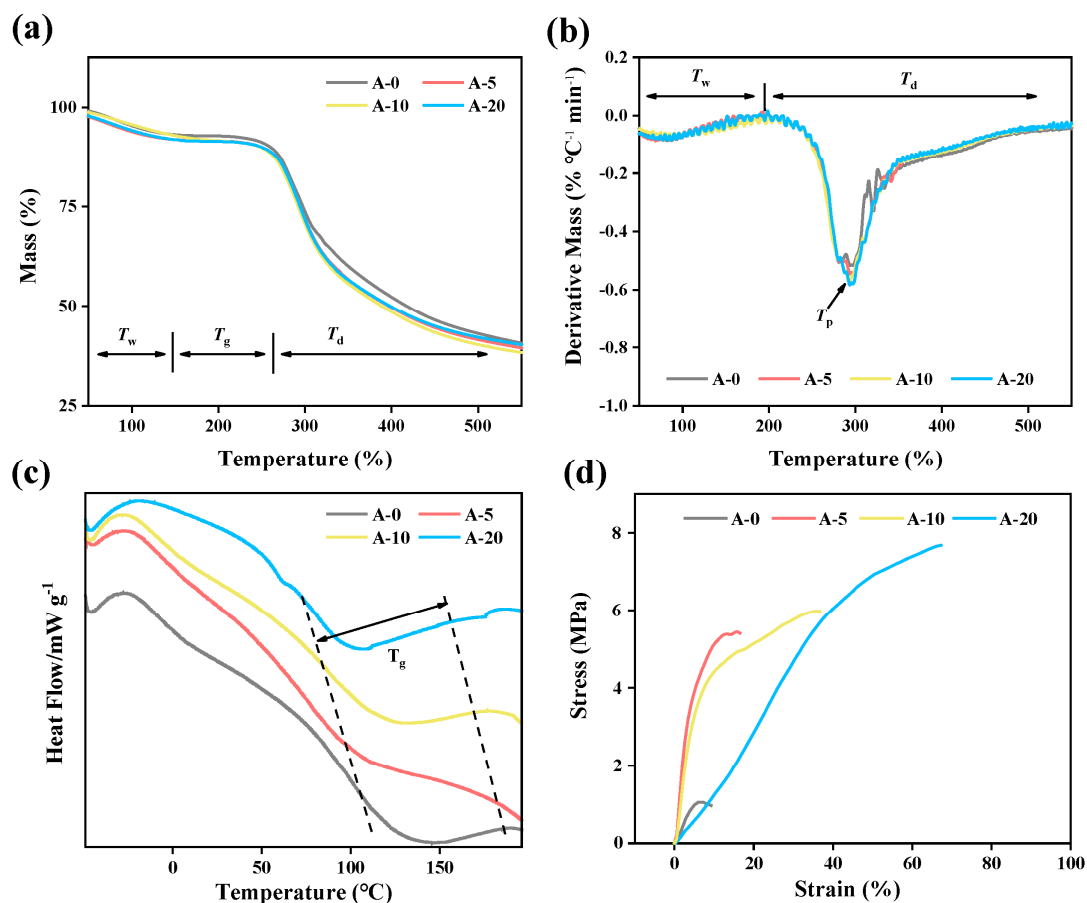 (a)
A-0 A-5
A-10 A-20
100
75
50
25
Mass (%)
Tw Tg Td
100 200 300 400 500
Temperature (%)
(b)
0.2
0.0
-0.2
-0.4
-0.6
-0.8
-1.0
Derivative Mass (% °C⁻¹ min⁻¹)
Tw Td
Tp
A-0 A-5 A-10 A-20
100 200 300 400 500
Temperature (%)
(c)
A-0 A-5
A-10 A-20
Heat Flow/mW g⁻¹
Tg
0 50 100 150
Temperature (℃)
(d)
A-0 A-5 A-10 A-20
8
6
4
2
0
Stress (MPa)
0 20 40 60 80 100
Strain (%)